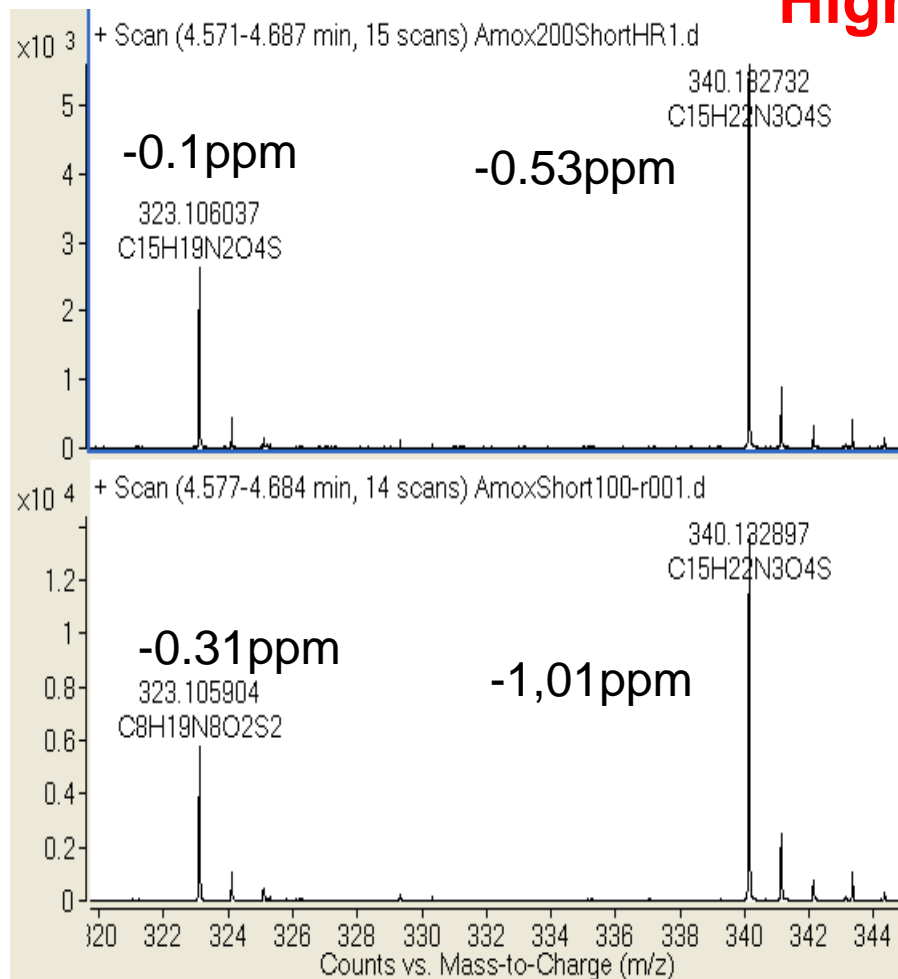 High
x10 3
+ Scan (4.571-4.687 min, 15 scans) Amox200ShortHR1.d
340.132732
C15H22N3O4S
5
-0.1ppm
-0.53ppm
4
323.106037
C15H19N2O4S
3
2
1
0
x10 4
+ Scan (4.577-4.684 min, 14 scans) AmoxShort100-r001.d
340.132897
C15H22N3O4S
1.2
1
-0.31ppm
-1,01ppm
0.8
323.105904
C8H19N8O2S2
0.6
0.4
0.2
0
320 322 324 326 328 330 332 334 336 338 340 342 344
Counts vs. Mass-to-Charge (m/z)